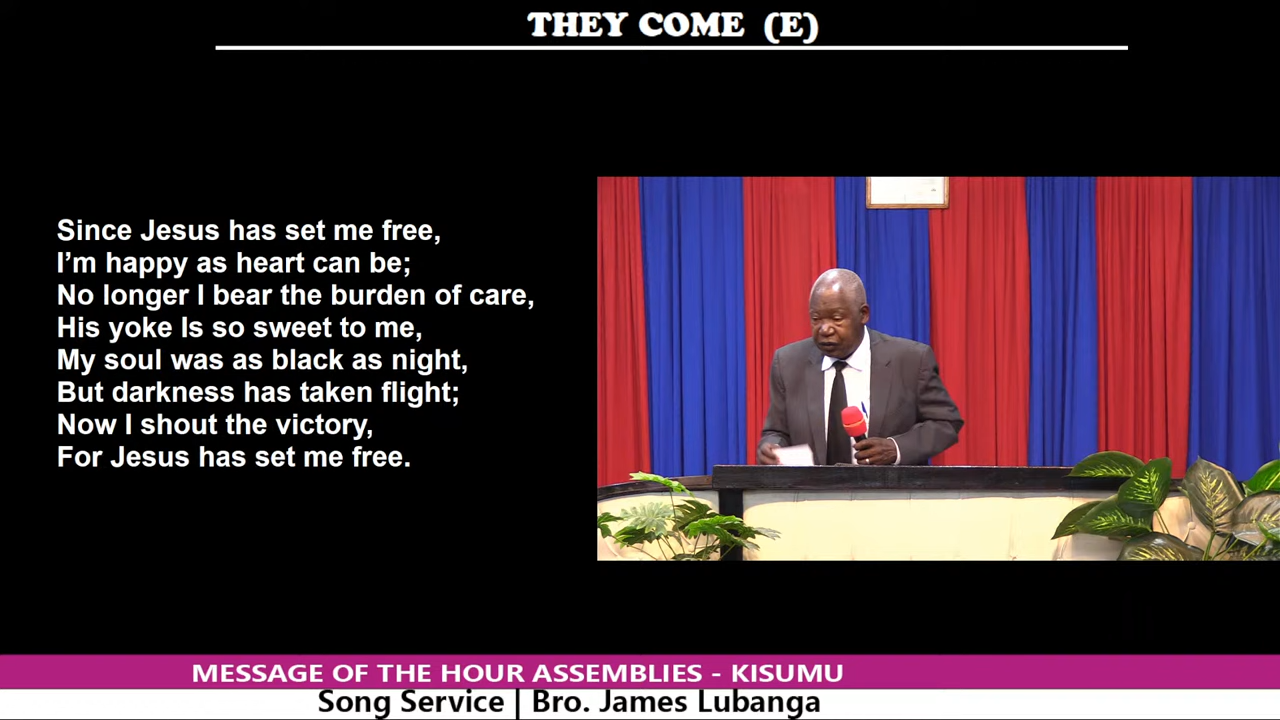 THEY COME (E)
Since Jesus has set me free,
I’m happy as heart can be;
No longer I bear the burden of care,
His yoke Is so sweet to me,
My soul was as black as night,
But darkness has taken flight;
Now I shout the victory,
For Jesus has set me free.
MESSAGE OF THE HOUR ASSEMBLIES - KISUMU
Song Service | Bro. James Lubanga